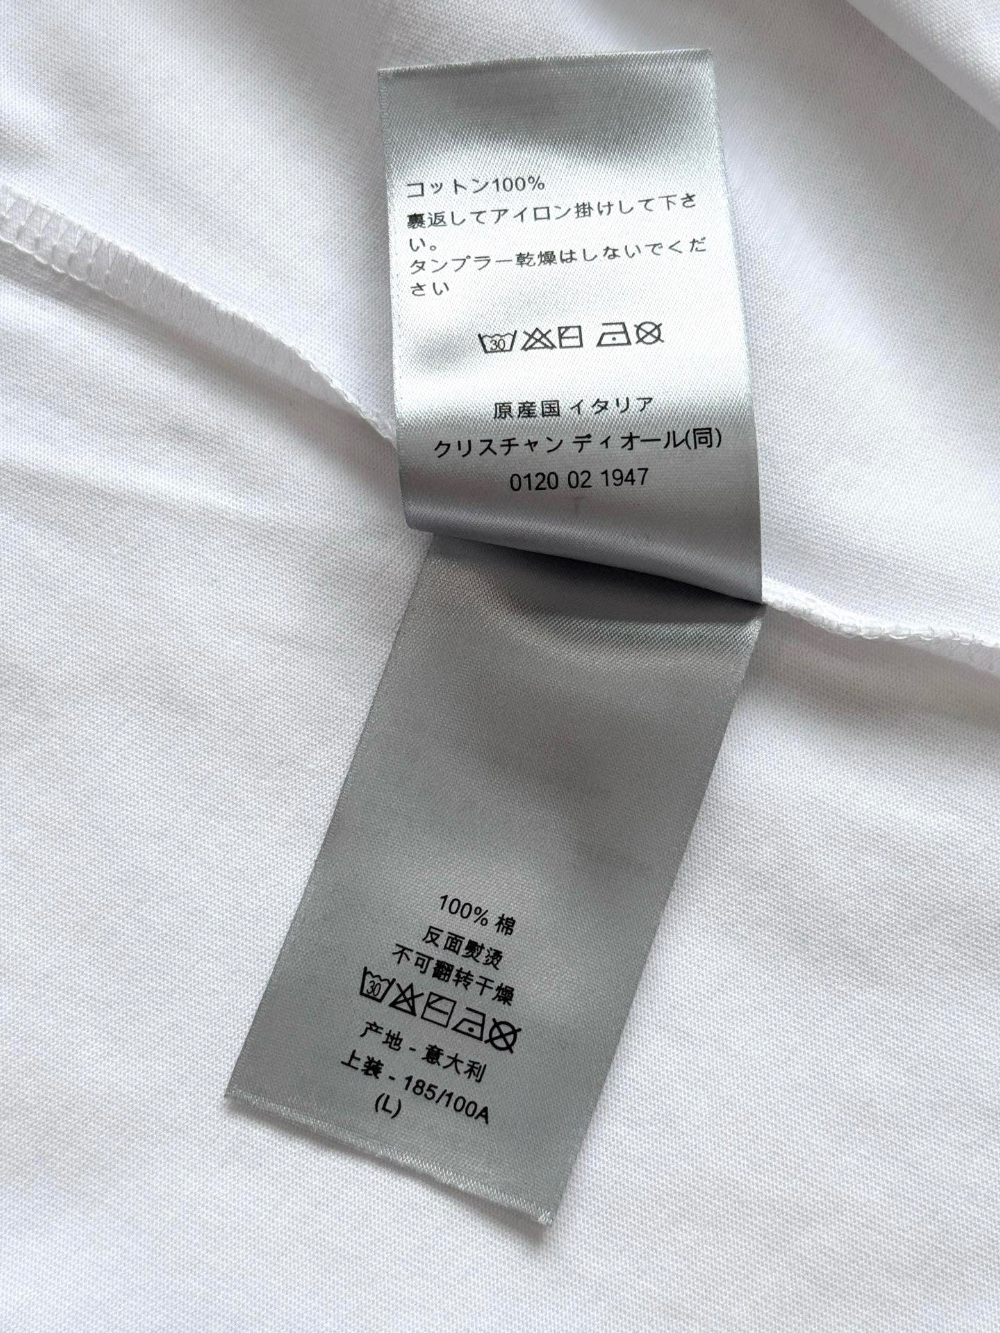 コットン100%
裏返してアイロン掛けして下さ
い。
タンブラー乾燥はしないでくだ
さい
30
原産国 イタリア
クリスチャン ディオール(同)
0120 02 1947
100% 棉
反面熨烫
不可翻转干燥
30
产地 - 意大利
上装 - 185/100A
(L)